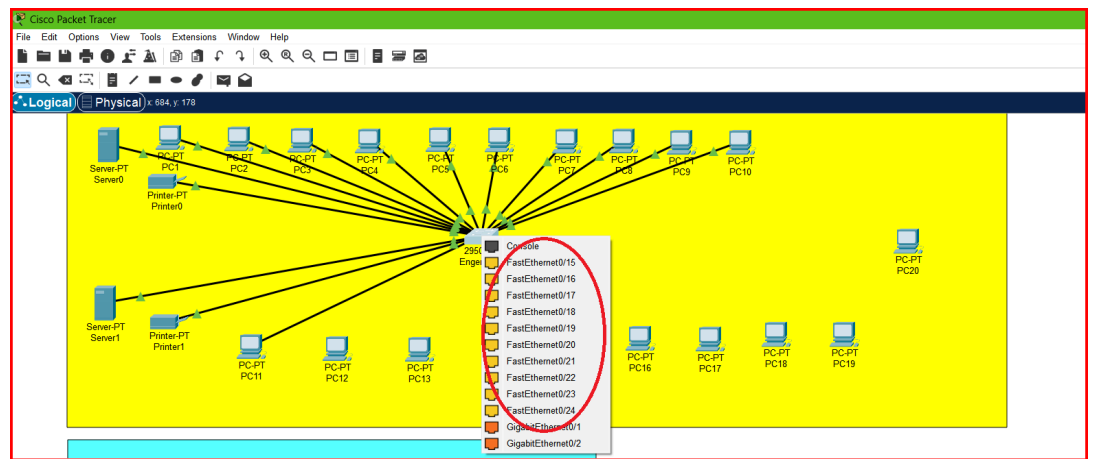 Cisco Packet Tracer
File Edit Options View Tools Extensions Window Help
Logical Physical x: 684, y: 178
Server-PT
Server0
PC-PT
PC1
PC-PT
PC2
PC-PT
PC3
PC-PT
PC4
PC-PT
PC5
PC-PT
PC6
PC-PT
PC7
PC-PT
PC8
PC-PT
PC9
PC-PT
PC10
Printer-PT
Printer0
2950
Enger
Console
FastEthernet0/15
FastEthernet0/16
FastEthernet0/17
FastEthernet0/18
FastEthernet0/19
FastEthernet0/20
FastEthernet0/21
FastEthernet0/22
FastEthernet0/23
FastEthernet0/24
GigabitEthernet0/1
GigabitEthernet0/2
PC-PT
PC20
Server-PT
Server1
Printer-PT
Printer1
PC-PT
PC11
PC-PT
PC12
PC-PT
PC13
PC-PT
PC16
PC-PT
PC17
PC-PT
PC18
PC-PT
PC19